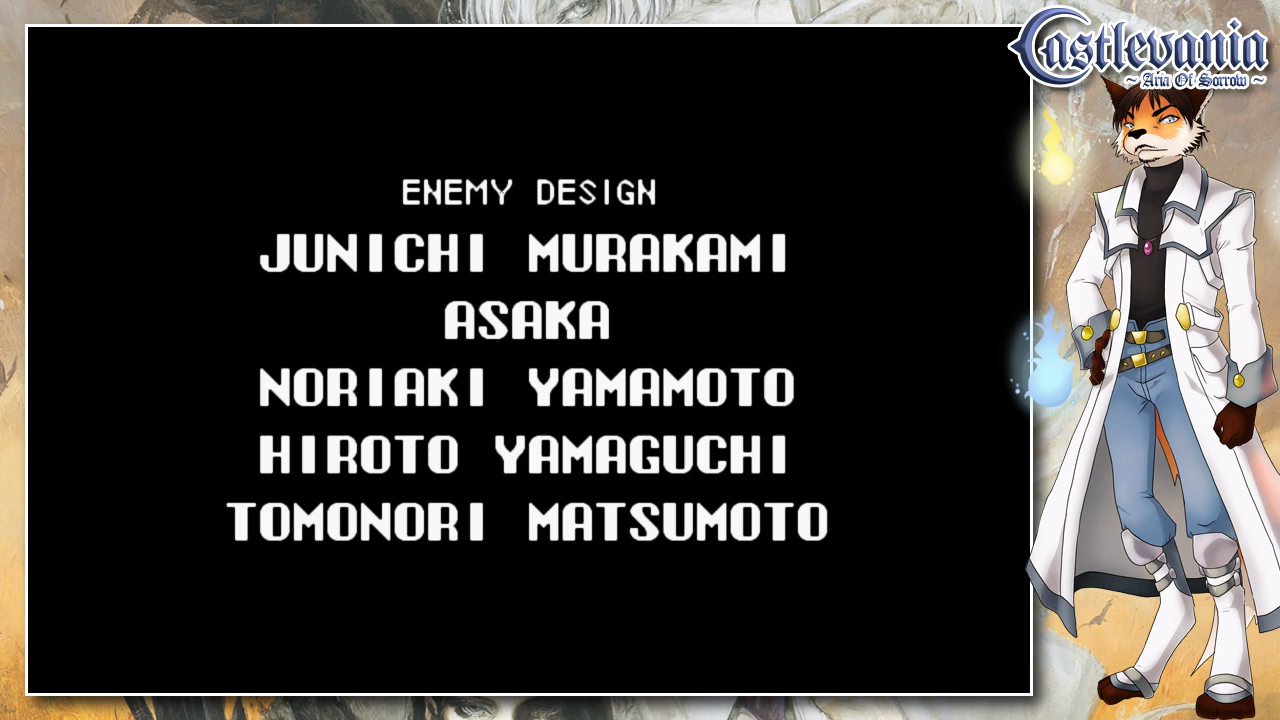 Castlevania
~ Aria Of Sorrow ~
ENEMY DESIGN
JUNICHI MURAKAMI
ASAKA
NORIAKI YAMAMOTO
HIROTO YAMAGUCHI
TOMONORI MATSUMOTO